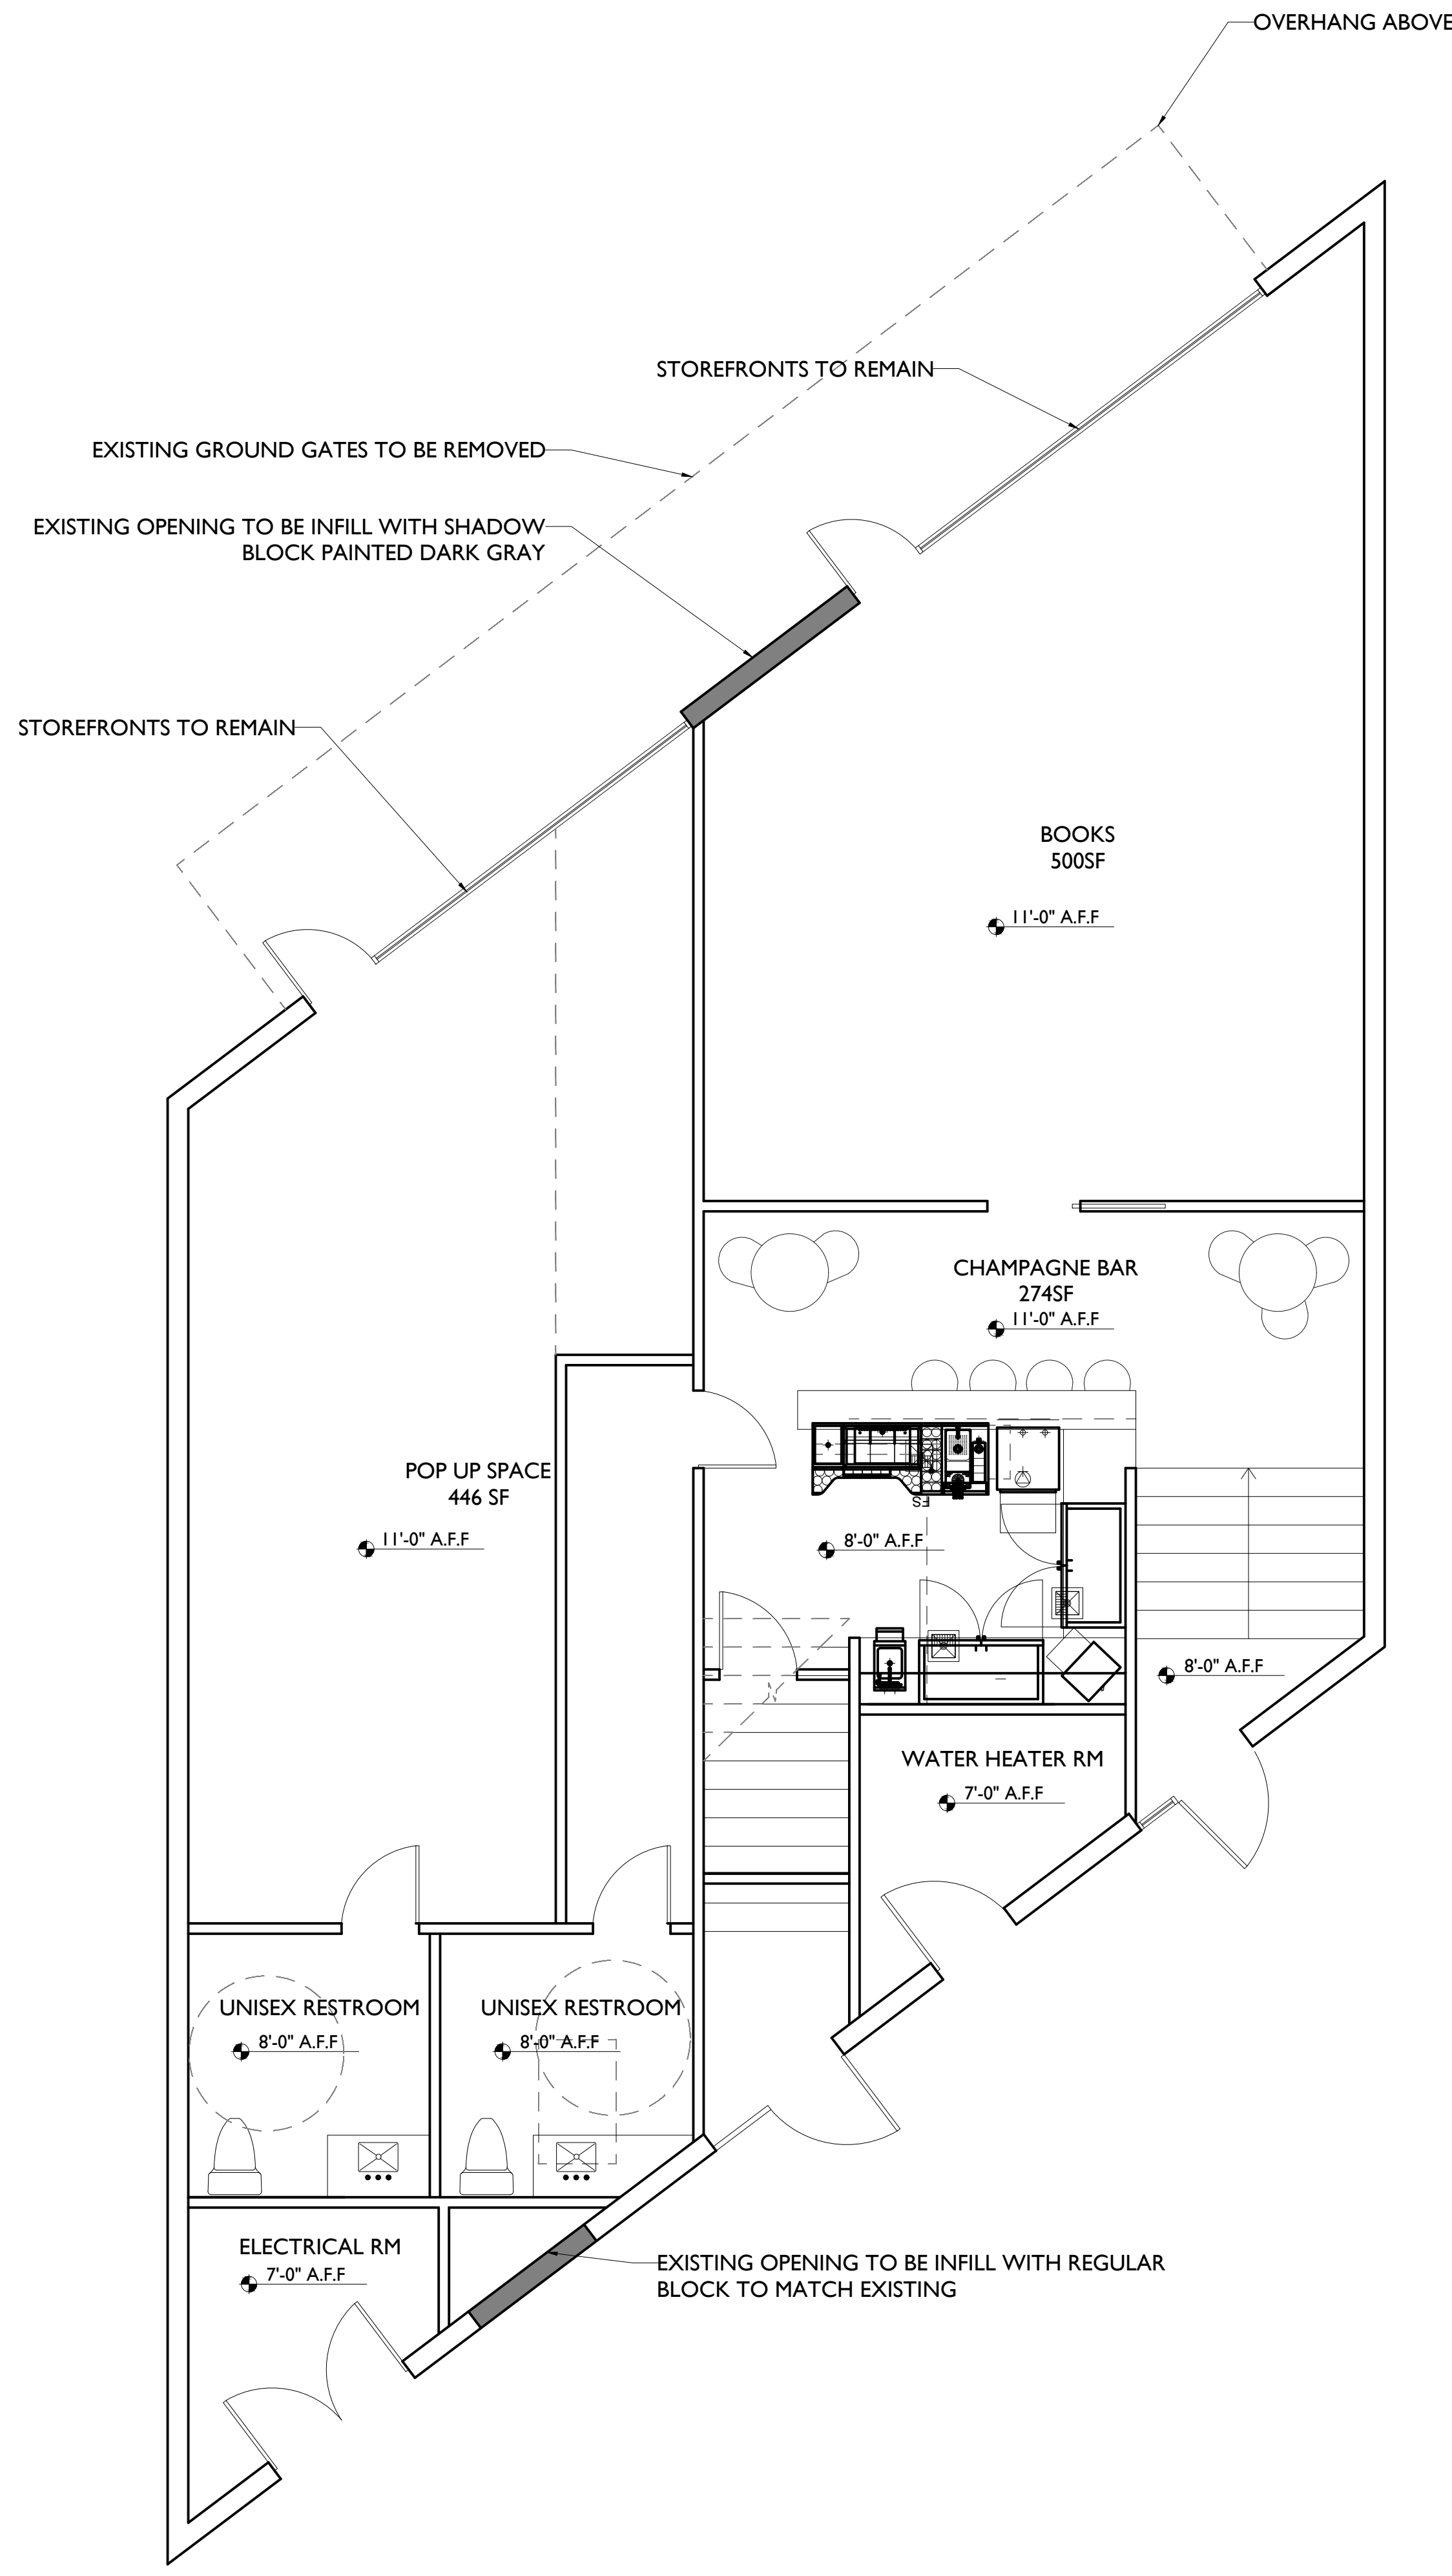 OVERHANG ABOVE
STOREFRONTS TO REMAIN
EXISTING GROUND GATES TO BE REMOVED
EXISTING OPENING TO BE INFILL WITH SHADOW
BLOCK PAINTED DARK GRAY
STOREFRONTS TO REMAIN
BOOKS
500SF
11'-0" A.F.F
CHAMPAGNE BAR
274SF
11'-0" A.F.F
POP UP SPACE
446 SF
11'-0" A.F.F
FS
8'-0" A.F.F
8'-0" A.F.F
WATER HEATER RM
7'-0" A.F.F
UNISEX RESTROOM
8'-0" A.F.F
UNISEX RESTROOM
8'-0" A.F.F
ELECTRICAL RM
7'-0" A.F.F
EXISTING OPENING TO BE INFILL WITH REGULAR
BLOCK TO MATCH EXISTING